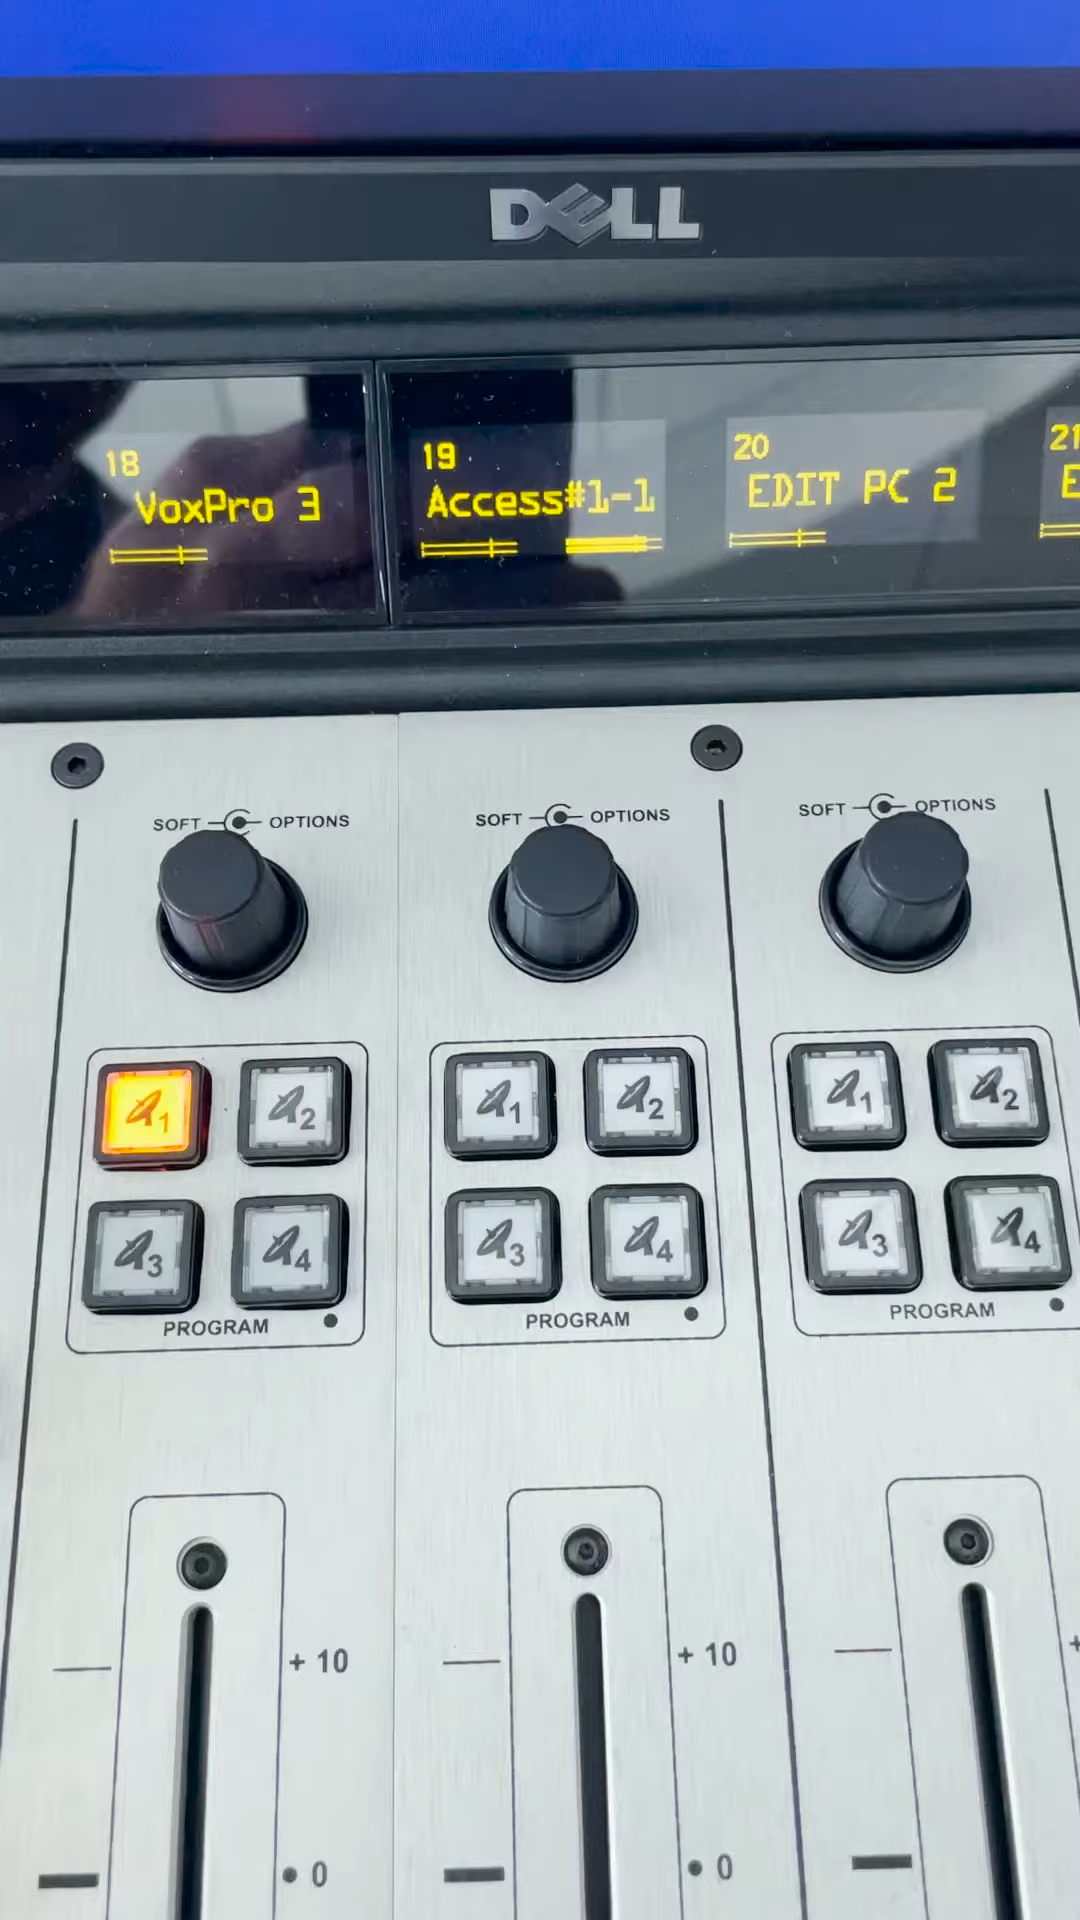 DELL
18 19 20 21
VoxPro 3 Access#1-1 EDIT PC 2 E
SOFT OPTIONS SOFT OPTIONS SOFT OPTIONS
1 2 1 2 1 2
3 4 3 4 3 4
PROGRAM PROGRAM PROGRAM
+ 10 + 10 +
0 0